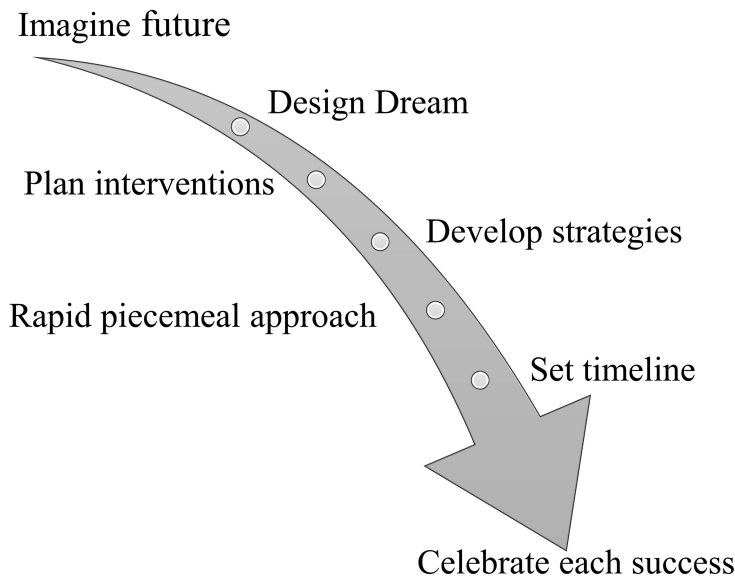 Imagine future
Design Dream
Plan interventions
Develop strategies
Rapid piecemeal approach
Set timeline
Celebrate each success